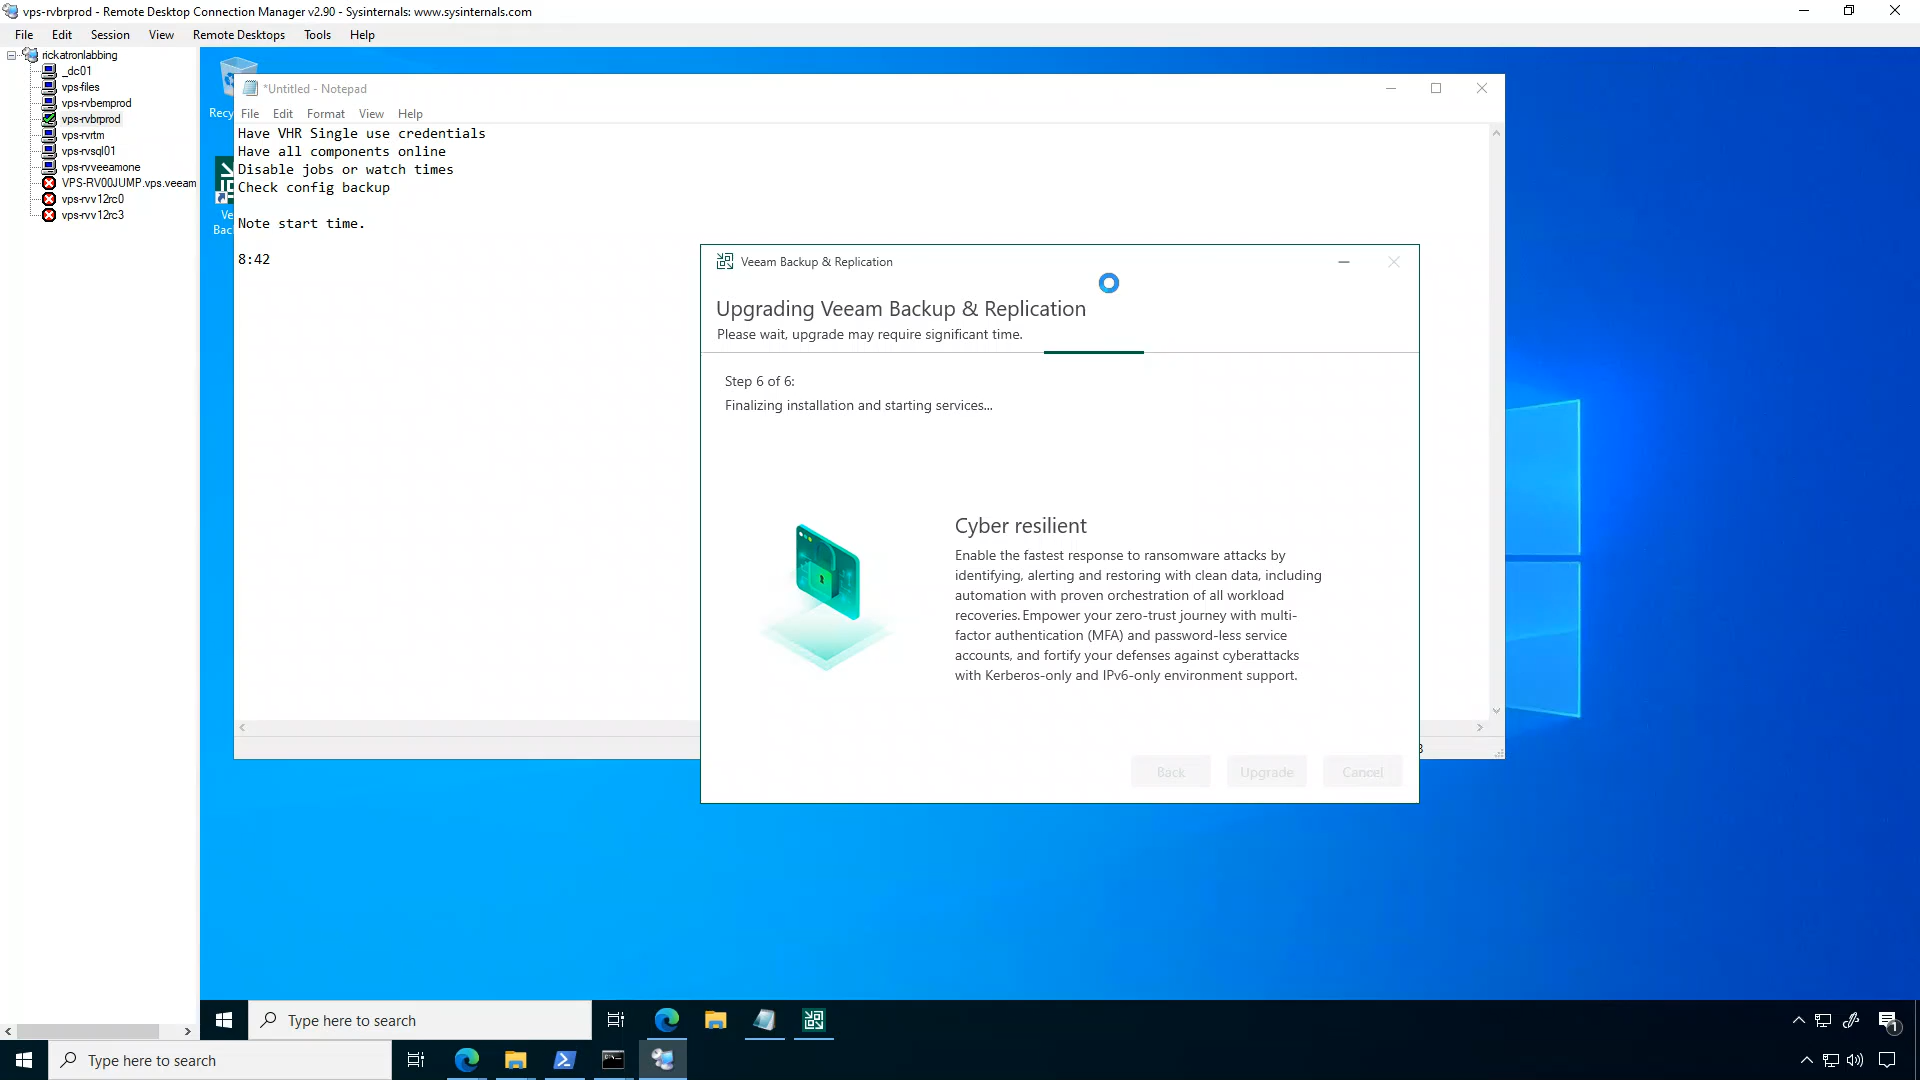 vps-rvbrprod - Remote Desktop Connection Manager v2.90 - Sysinternals: www.sysinternals.com
File Edit Session View Remote Desktops Tools Help
rickatronlabbing
_dc01
vps-files
vps-rvbemprod
vps-rvbrprod
vps-rvrtm
vps-rvsql01
vps-rvveeamone
VPS-RV00JUMP.vps.veeam
vps-rvv12rc0
vps-rvv12rc3
Recy
Ve
Bac
*Untitled - Notepad
File Edit Format View Help
Have VHR Single use credentials
Have all components online
Disable jobs or watch times
Check config backup
Note start time.
8:42
Veeam Backup & Replication
Upgrading Veeam Backup & Replication
Please wait, upgrade may require significant time.
Step 6 of 6:
Finalizing installation and starting services...
Cyber resilient
Enable the fastest response to ransomware attacks by
identifying, alerting and restoring with clean data, including
automation with proven orchestration of all workload
recoveries. Empower your zero-trust journey with multi-
factor authentication (MFA) and password-less service
accounts, and fortify your defenses against cyberattacks
with Kerberos-only and IPv6-only environment support.
Back Upgrade Cancel
Type here to search
1
Type here to search